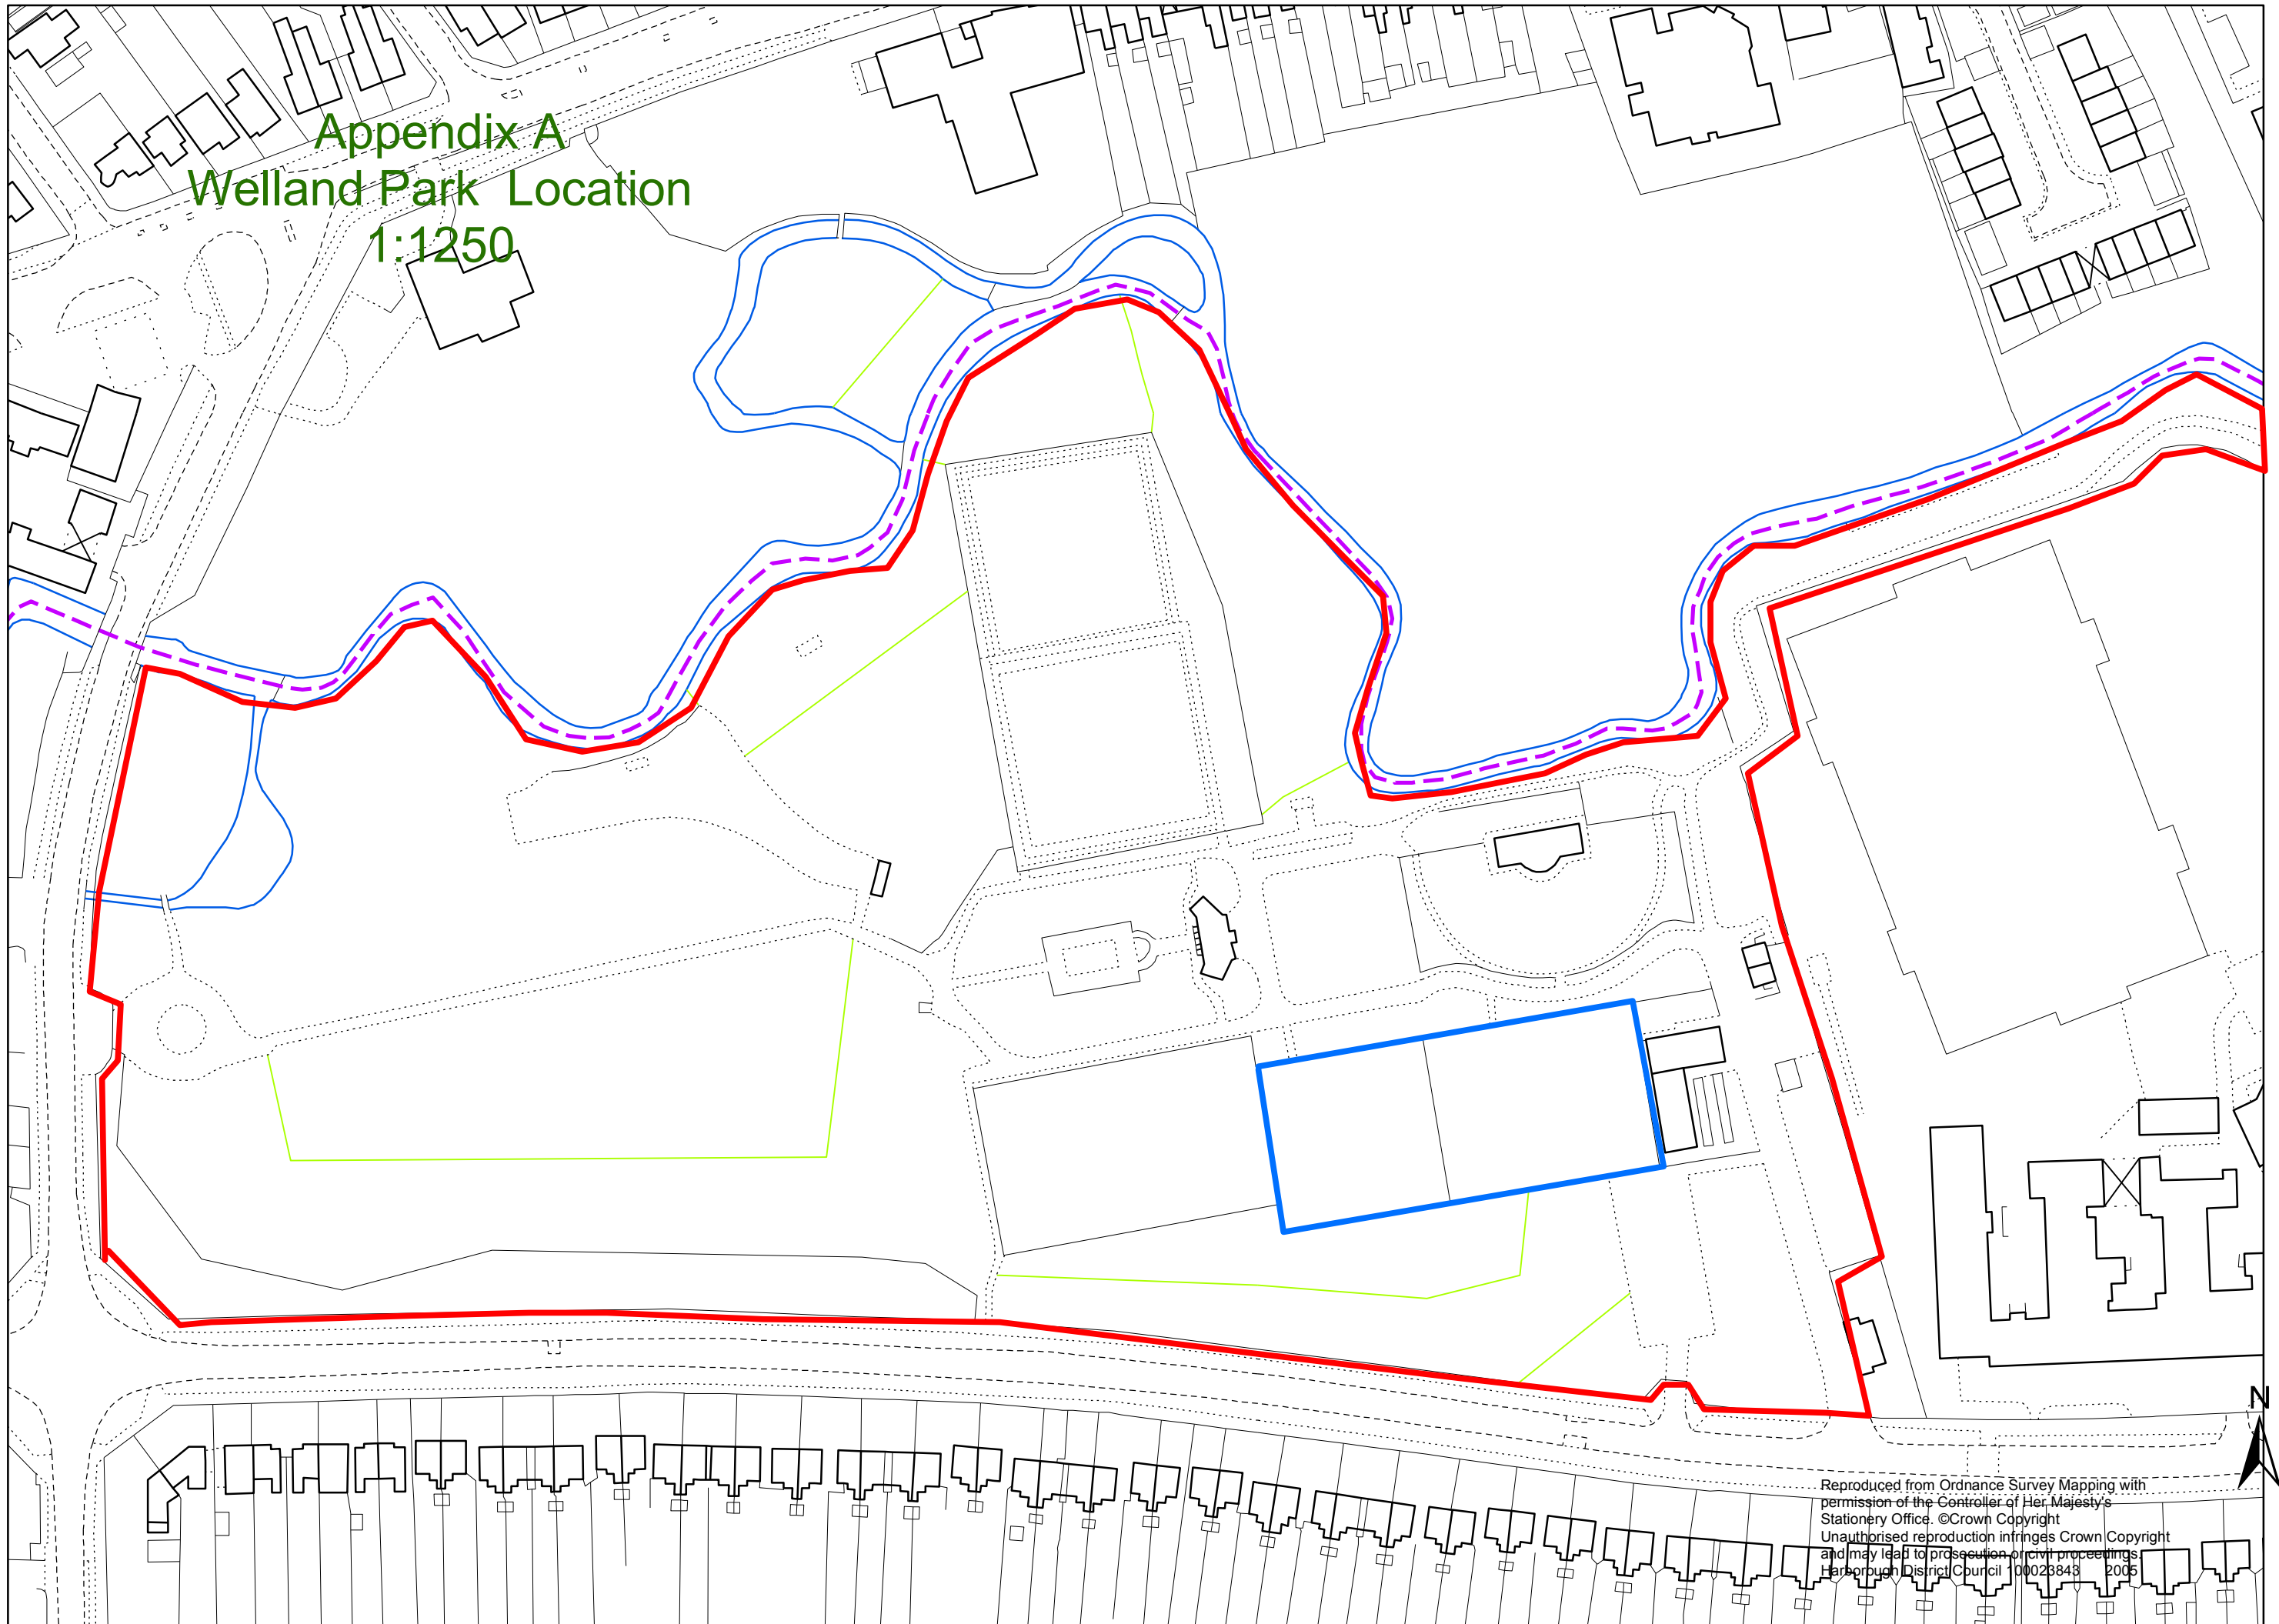 Appendix A
Welland Park Location
1:1250
N
Reproduced from Ordnance Survey Mapping with
permission of the Controller of Her Majesty's
Stationery Office. ©Crown Copyright
Unauthorised reproduction infringes Crown Copyright
and may lead to prosecution or civil proceedings.
Harborough District Council 100023843 2005